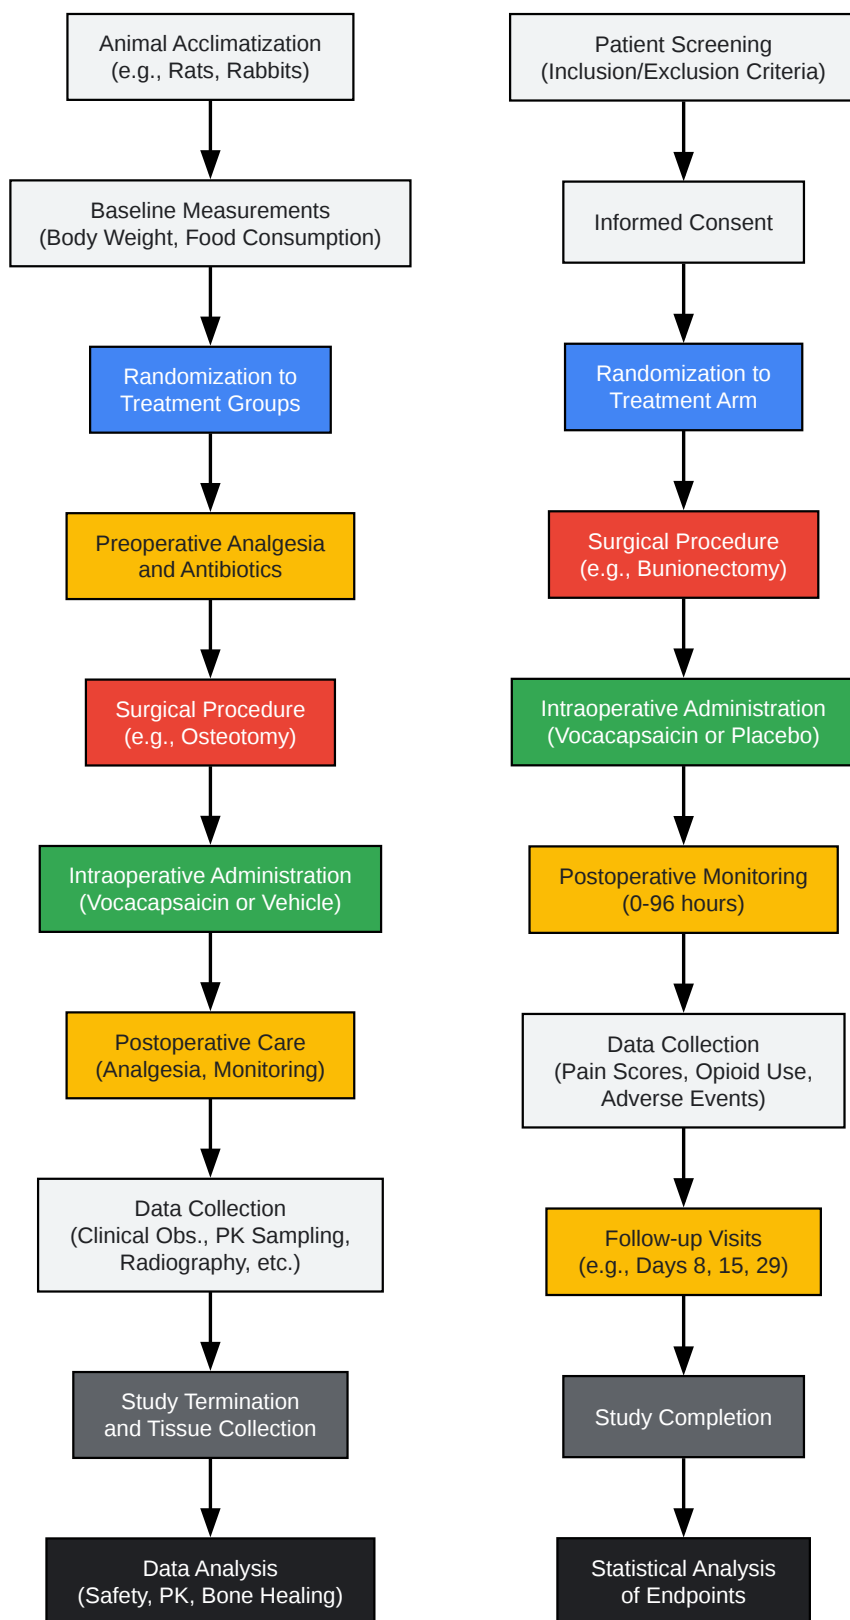 Animal Acclimatization
(e.g., Rats, Rabbits)
Baseline Measurements
(Body Weight, Food Consumption)
Randomization to
Treatment Groups
Preoperative Analgesia
and Antibiotics
Surgical Procedure
(e.g., Osteotomy)
Intraoperative Administration
(Vocacapsaicin or Vehicle)
Postoperative Care
(Analgesia, Monitoring)
Data Collection
(Clinical Obs., PK Sampling,
Radiography, etc.)
Study Termination
and Tissue Collection
Data Analysis
(Safety, PK, Bone Healing)
Patient Screening
(Inclusion/Exclusion Criteria)
Informed Consent
Randomization to
Treatment Arm
Surgical Procedure
(e.g., Bunionectomy)
Intraoperative Administration
(Vocacapsaicin or Placebo)
Postoperative Monitoring
(0-96 hours)
Data Collection
(Pain Scores, Opioid Use,
Adverse Events)
Follow-up Visits
(e.g., Days 8, 15, 29)
Study Completion
Statistical Analysis
of Endpoints